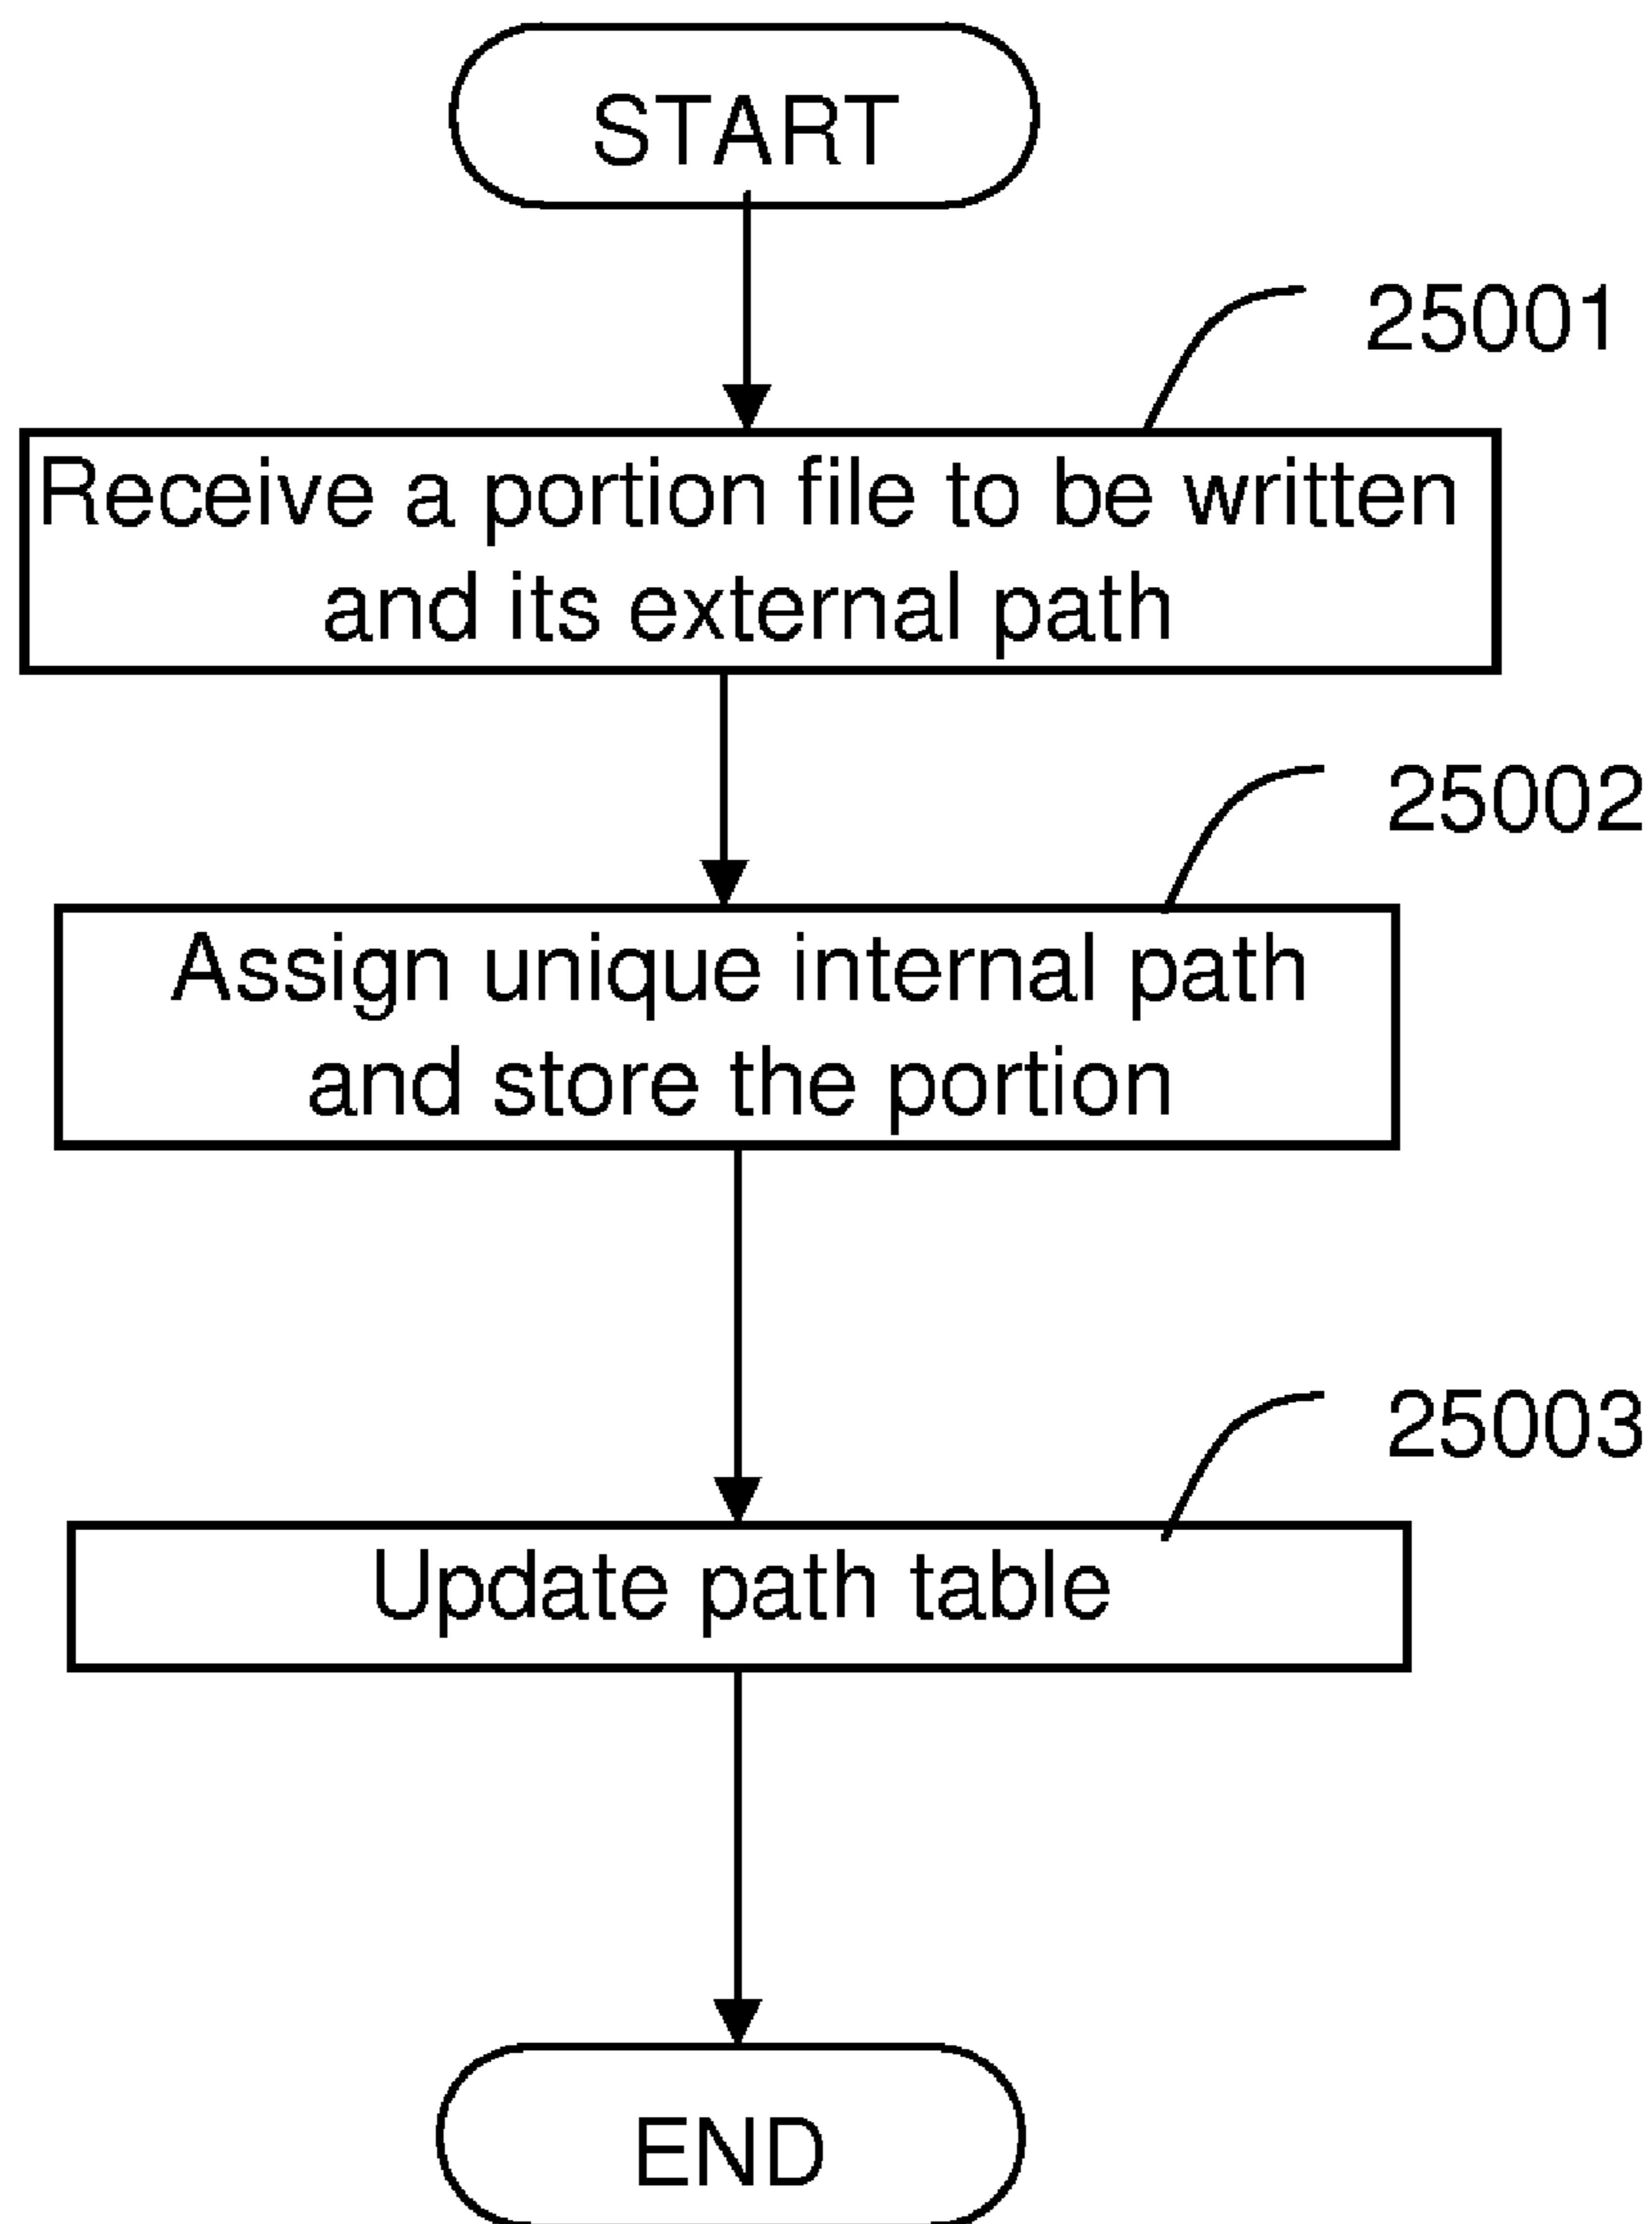 START
25001
Receive a portion file to be written
and its external path
25002
Assign unique internal path
and store the portion
25003
Update path table
END